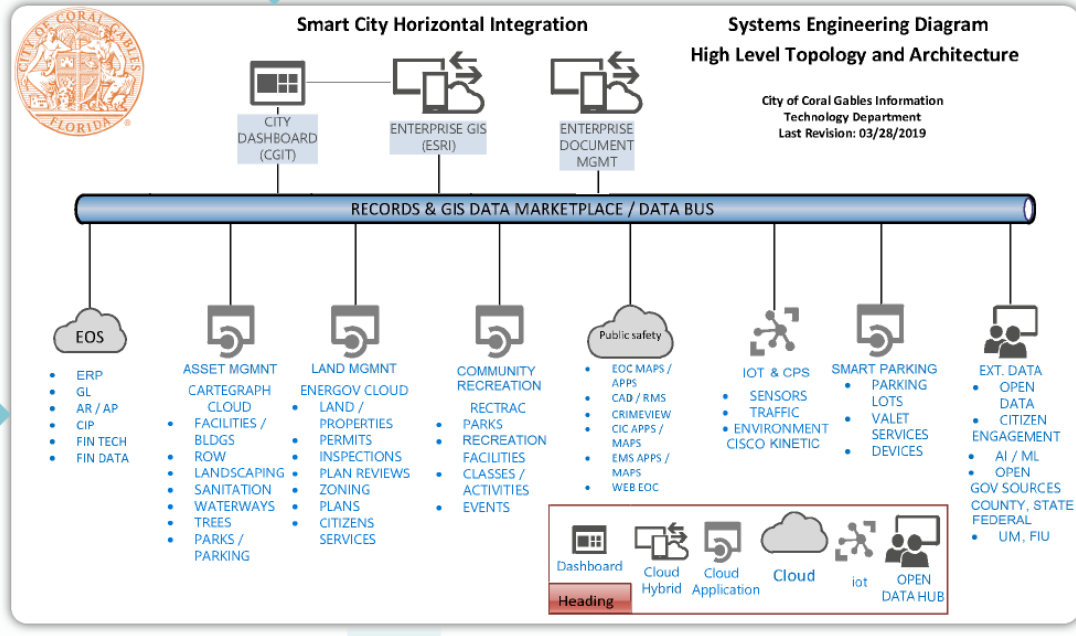 Smart City Horizontal Integration
Systems Engineering Diagram
High Level Topology and Architecture
City of Coral Gables Information
Technology Department
Last Revision: 03/28/2019
CITY OF CORAL GABLES
FLORIDA
®
CITY
DASHBOARD
(CGIT)
ENTERPRISE GIS
(ESRI)
ENTERPRISE
DOCUMENT
MGMT
RECORDS & GIS DATA MARKETPLACE / DATA BUS
EOS
• ERP
• GL
• AR / AP
• CIP
• FIN TECH
• FIN DATA
ASSET MGMNT
CARTEGRAPH
CLOUD
• FACILITIES /
BLDGS
• ROW
• LANDSCAPING
• SANITATION
• WATERWAYS
• TREES
• PARKS /
PARKING
LAND MGMNT
ENERGOV CLOUD
• LAND /
PROPERTIES
• PERMITS
• INSPECTIONS
• PLAN REVIEWS
• ZONING
• PLANS
• CITIZENS
SERVICES
COMMUNITY
RECREATION
RECTRAC
• PARKS
• RECREATION
FACILITIES
• CLASSES /
ACTIVITIES
• EVENTS
Public safety
• EOC MAPS /
APPS
• CAD / RMS
• CRIMEVIEW
• CIC APPS /
MAPS
• EMS APPS /
MAPS
• WEB EOC
IOT & CPS
• SENSORS
• TRAFFIC
• ENVIRONMENT
CISCO KINETIC
SMART PARKING
• PARKING
LOTS
• VALET
SERVICES
• DEVICES
EXT. DATA
• OPEN
DATA
• CITIZEN
ENGAGEMENT
• AI / ML
• OPEN
GOV SOURCES
COUNTY, STATE
FEDERAL
• UM, FIU
Dashboard
Cloud
Hybrid
Cloud
Application
Cloud
iot
OPEN
DATA HUB
Heading